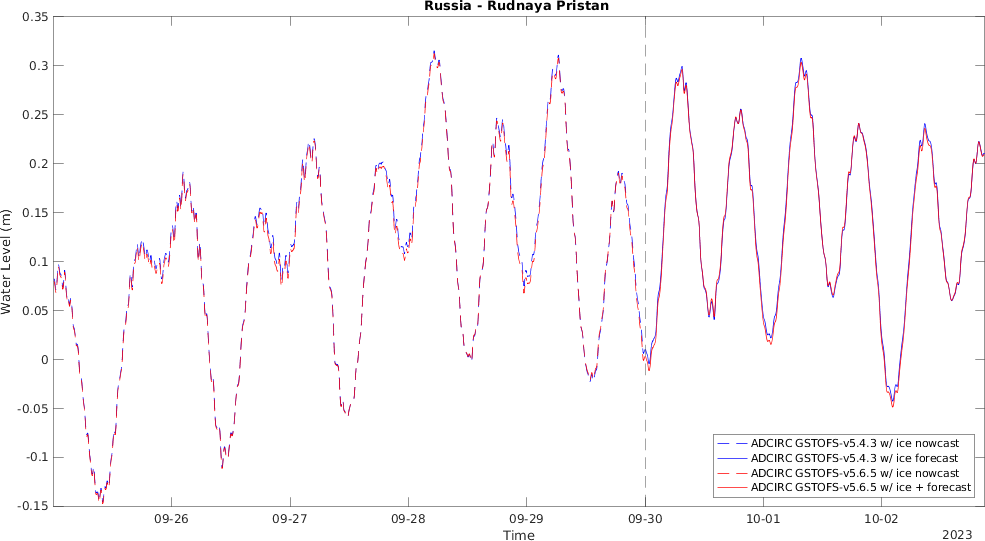 Russia - Rudnaya Pristan
0.35
0.3
0.25
0.2
0.15
0.1
0.05
0
-0.05
-0.1
-0.15
Water Level (m)
09-26 09-27 09-28 09-29 09-30 10-01 10-02
Time
2023
ADCIRC GSTOFS-v5.4.3 w/ ice nowcast
ADCIRC GSTOFS-v5.4.3 w/ ice forecast
ADCIRC GSTOFS-v5.6.5 w/ ice nowcast
ADCIRC GSTOFS-v5.6.5 w/ ice + forecast